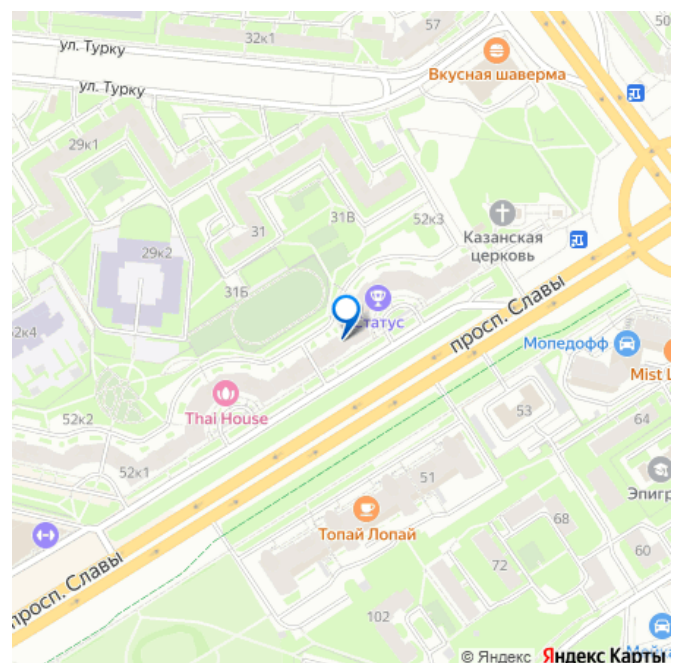 57
32к1
ул. Турку
Вкусная шаверма
ул. Турку
29к1
31В
52к3
31
Казанская
церковь
29к2
31Б
просп. Славы
Статус
Мопедофф
Mist L
52к4
Thai House
53
52к2
64
52к1
51
Эпигр
Топай Лопай
68
60
72
просп. Славы
102
Мойка
© Яндекс Яндекс Карты